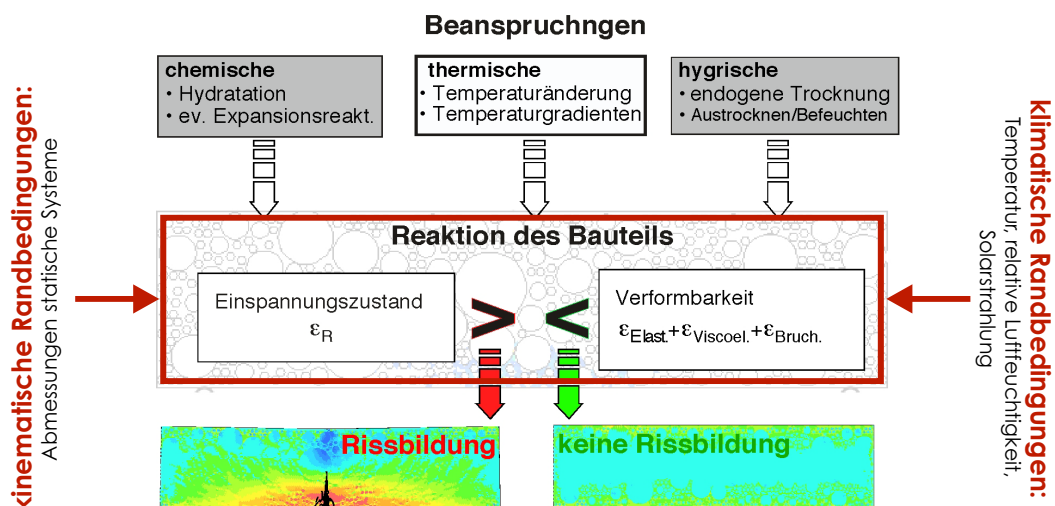 Beanspruchngen
chemische
• Hydratation
• ev. Expansionsreakt.
thermische
• Temperaturänderung
• Temperaturgradienten
hygrische
• endogene Trocknung
• Austrocknen/Befeuchten
kinematische Randbedingungen:
Abmessungen statische Systeme
klimatische Randbedingungen:
Temperatur, relative Luftfeuchtigkeit,
Solarstrahlung
Reaktion des Bauteils
Einspannungszustand
εR
> <
Verformbarkeit
εElast.+εViscoel.+εBruch.
Rissbildung
keine Rissbildung